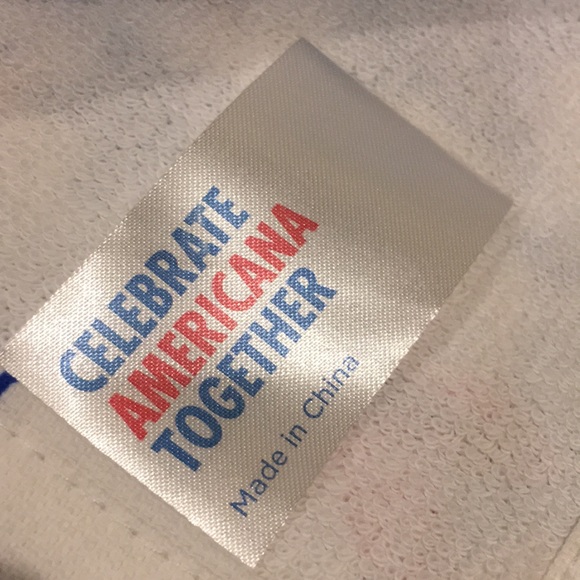 CELEBRATE
AMERICANA
TOGETHER
Made in China